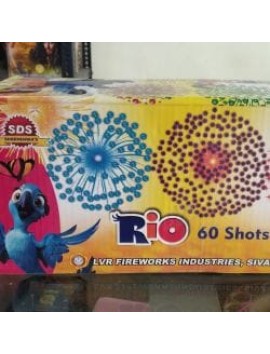 SDS
Rio 60 Shots
LVR FIREWORKS INDUSTRIES, SIVA